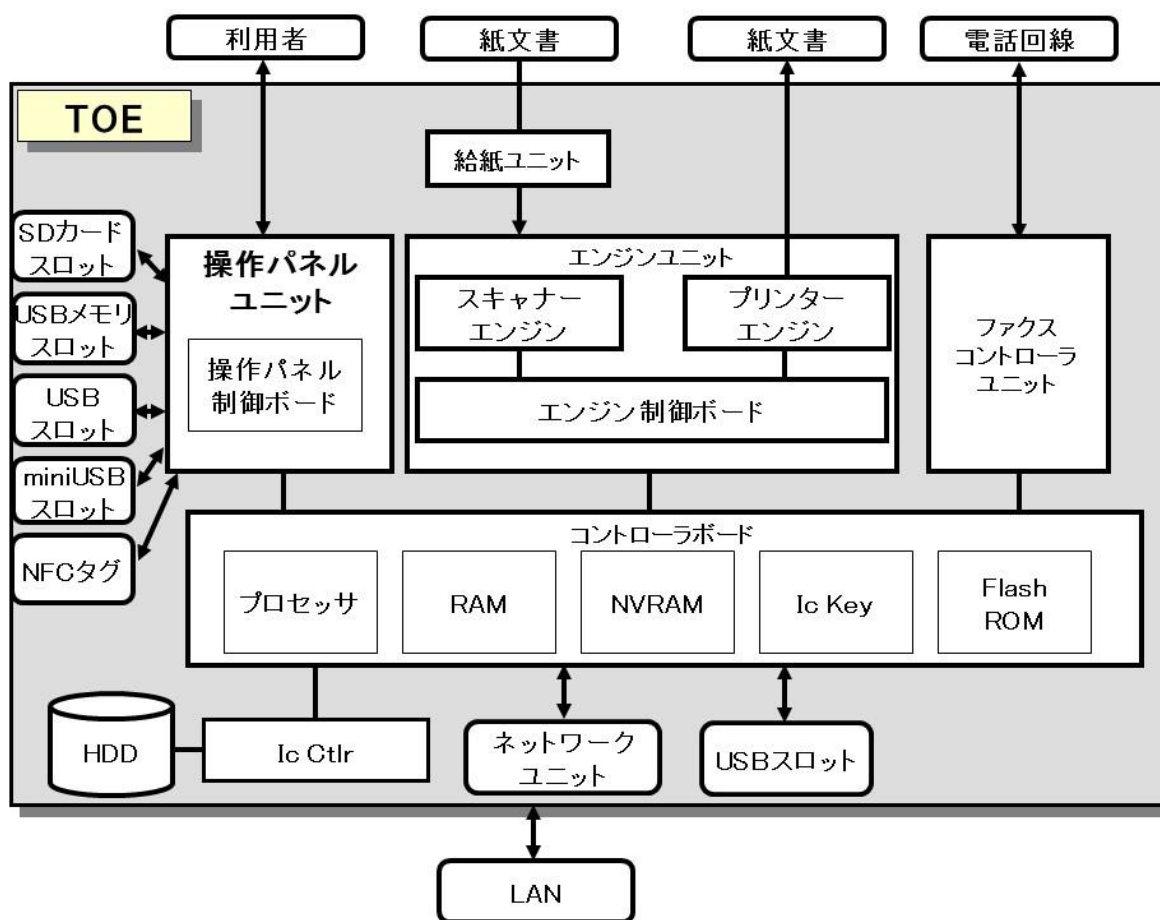 利用者
紙文書
紙文書
電話回線
TOE
給紙ユニット
SDカード
スロット
USBメモリ
スロット
USB
スロット
miniUSB
スロット
NFCタグ
操作パネル
ユニット
操作パネル
制御ボード
エンジンユニット
スキャナー
エンジン
プリンター
エンジン
エンジン制御ボード
ファクス
コントローラ
ユニット
コントローラボード
プロセッサ
RAM
NVRAM
Ic Key
Flash
ROM
HDD
Ic Ctlr
ネットワーク
ユニット
USBスロット
LAN